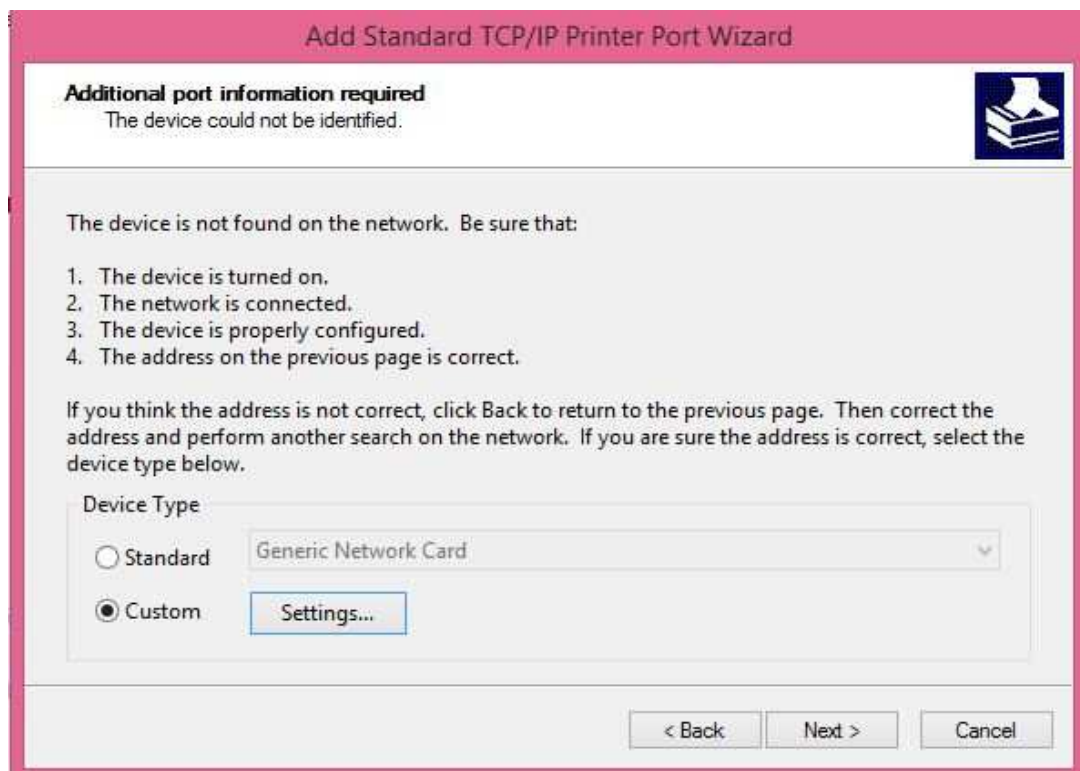 Add Standard TCP/IP Printer Port Wizard
Additional port information required
The device could not be identified.
The device is not found on the network.  Be sure that:
1.  The device is turned on.
2.  The network is connected.
3.  The device is properly configured.
4.  The address on the previous page is correct.
If you think the address is not correct, click Back to return to the previous page.  Then correct the
address and perform another search on the network.  If you are sure the address is correct, select the
device type below.
Device Type
Standard
Generic Network Card
Custom
Settings...
< Back
Next >
Cancel